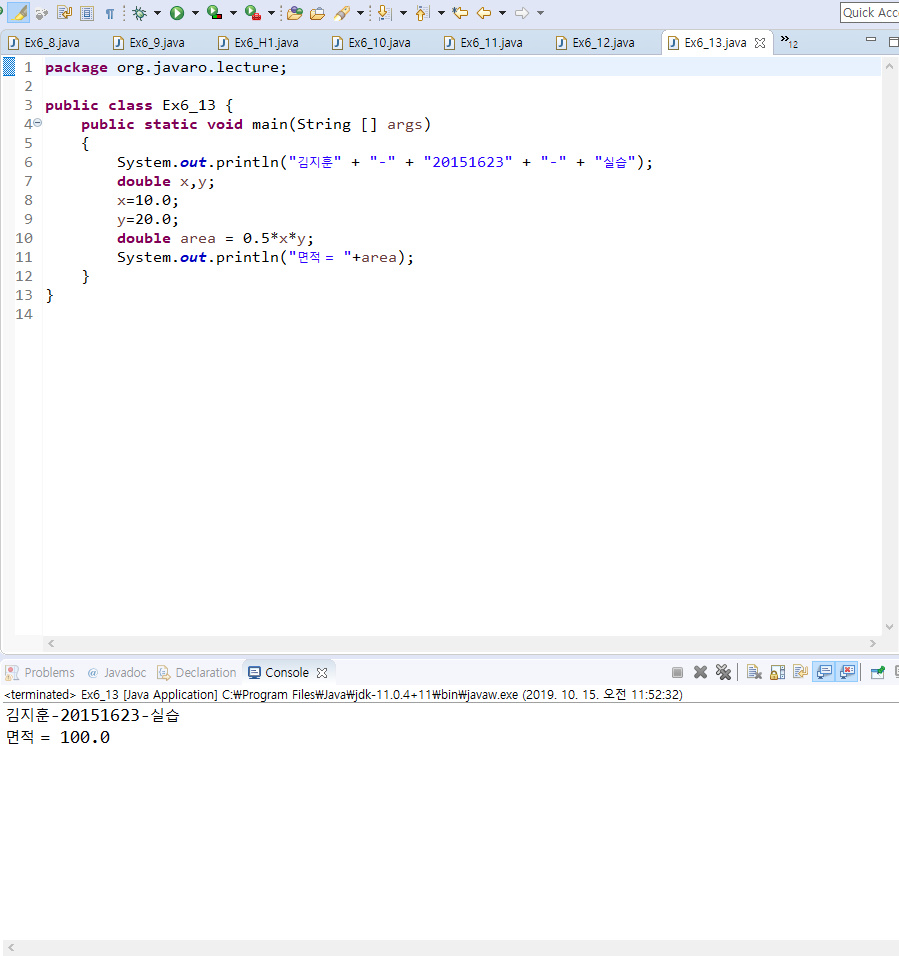 Quick Acc
Ex6_8.java Ex6_9.java Ex6_H1.java Ex6_10.java Ex6_11.java Ex6_12.java Ex6_13.java »12
1 package org.javaro.lecture;
2
3 public class Ex6_13 {
4 public static void main(String [] args)
5 {
6 System.out.println("김지훈" + "-" + "20151623" + "-" + "실습");
7 double x,y;
8 x=10.0;
9 y=20.0;
10 double area = 0.5*x*y;
11 System.out.println("면적 = "+area);
12 }
13 }
14
Problems @ Javadoc Declaration Console
<terminated> Ex6_13 [Java Application] C:₩Program Files₩Java₩jdk-11.0.4+11₩bin₩javaw.exe (2019. 10. 15. 오전 11:52:32)
김지훈-20151623-실습
면적 = 100.0